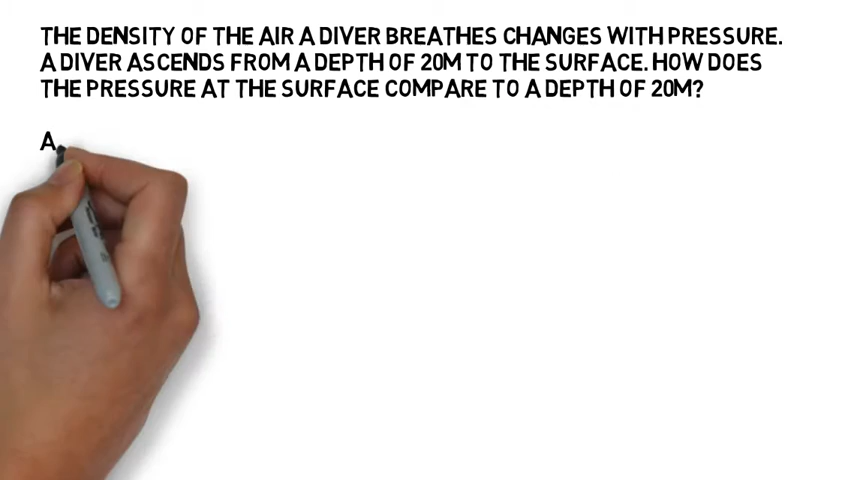 THE DENSITY OF THE AIR A DIVER BREATHES CHANGES WITH PRESSURE.
A DIVER ASCENDS FROM A DEPTH OF 20M TO THE SURFACE. HOW DOES
THE PRESSURE AT THE SURFACE COMPARE TO A DEPTH OF 20M?
A.